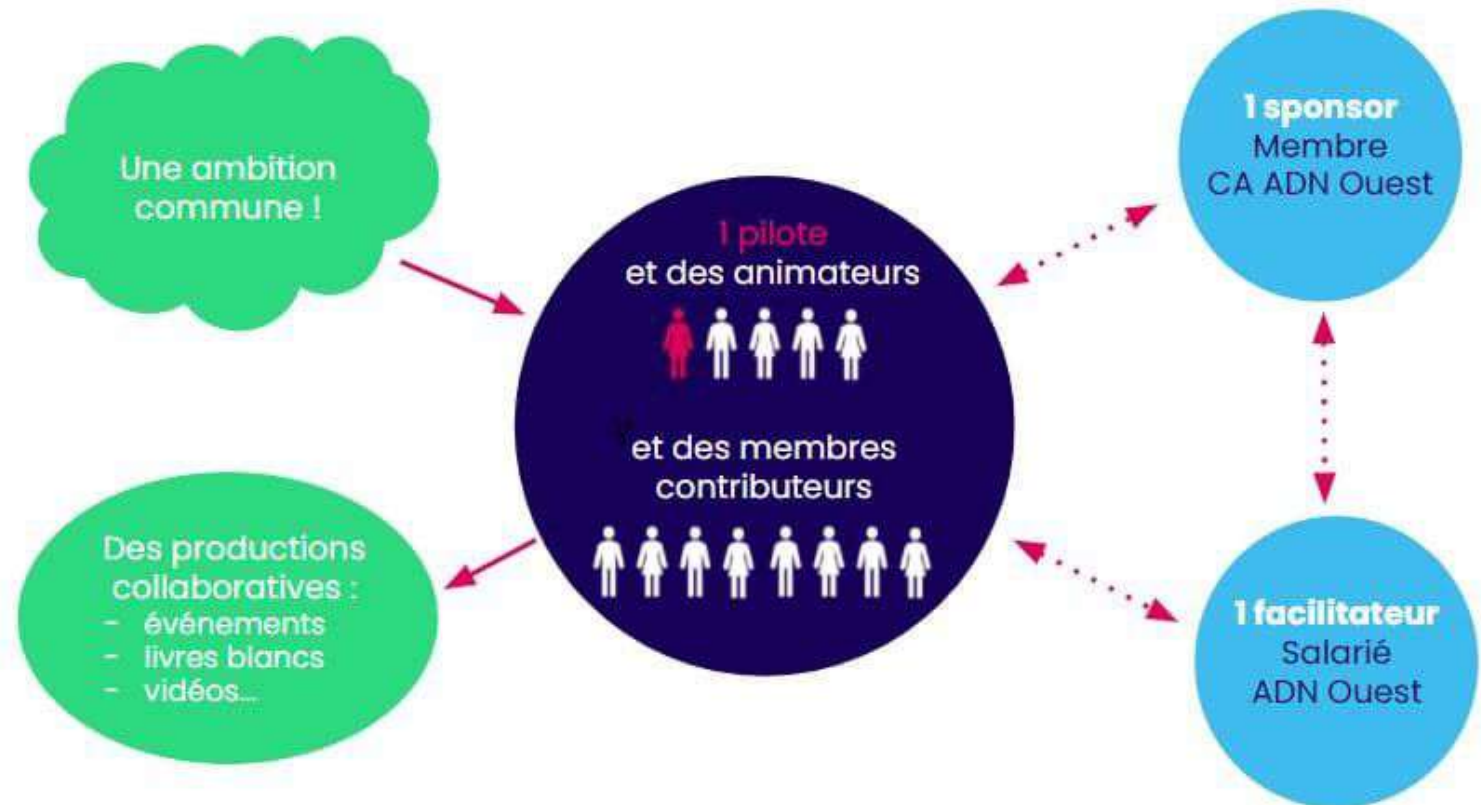 Une ambition
commune !
1 pilote
et des animateurs
et des membres
contributeurs
Des productions
collaboratives :
- événements
- livres blancs
- vidéos...
1 sponsor
Membre
CA ADN Ouest
1 facilitateur
Salarié
ADN Ouest